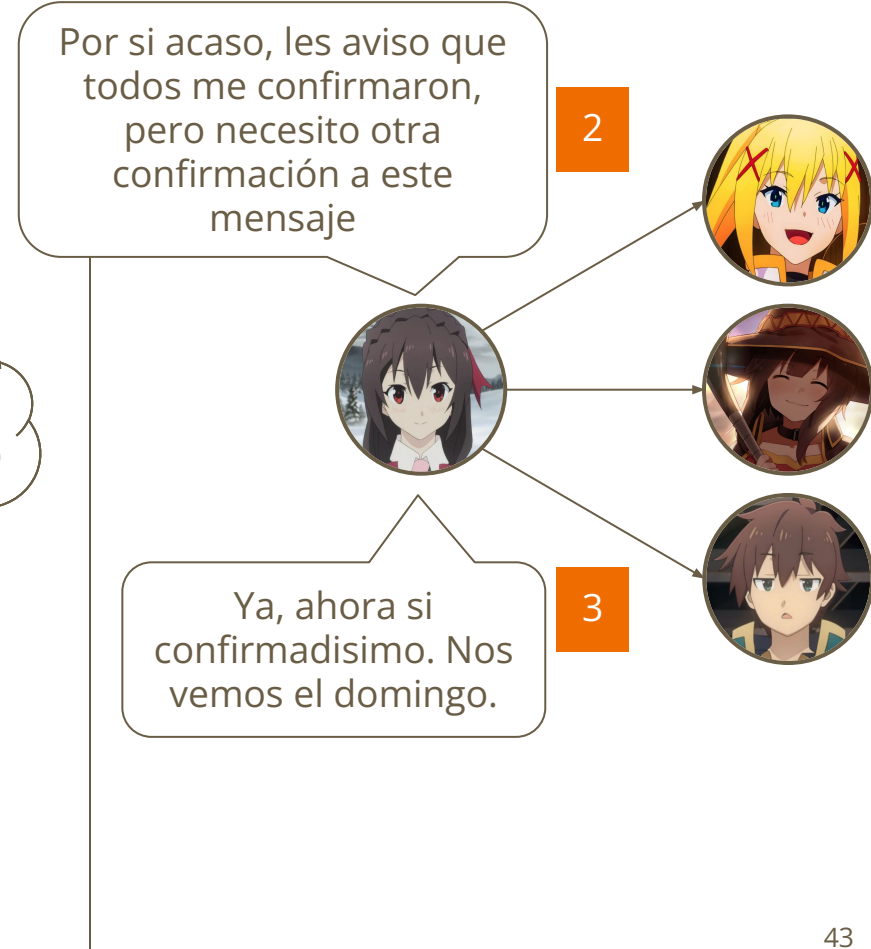 Por si acaso, les aviso que
todos me confirmaron,
pero necesito otra
confirmación a este
mensaje
2
Ya, ahora si
confirmadisimo. Nos
vemos el domingo.
3
43